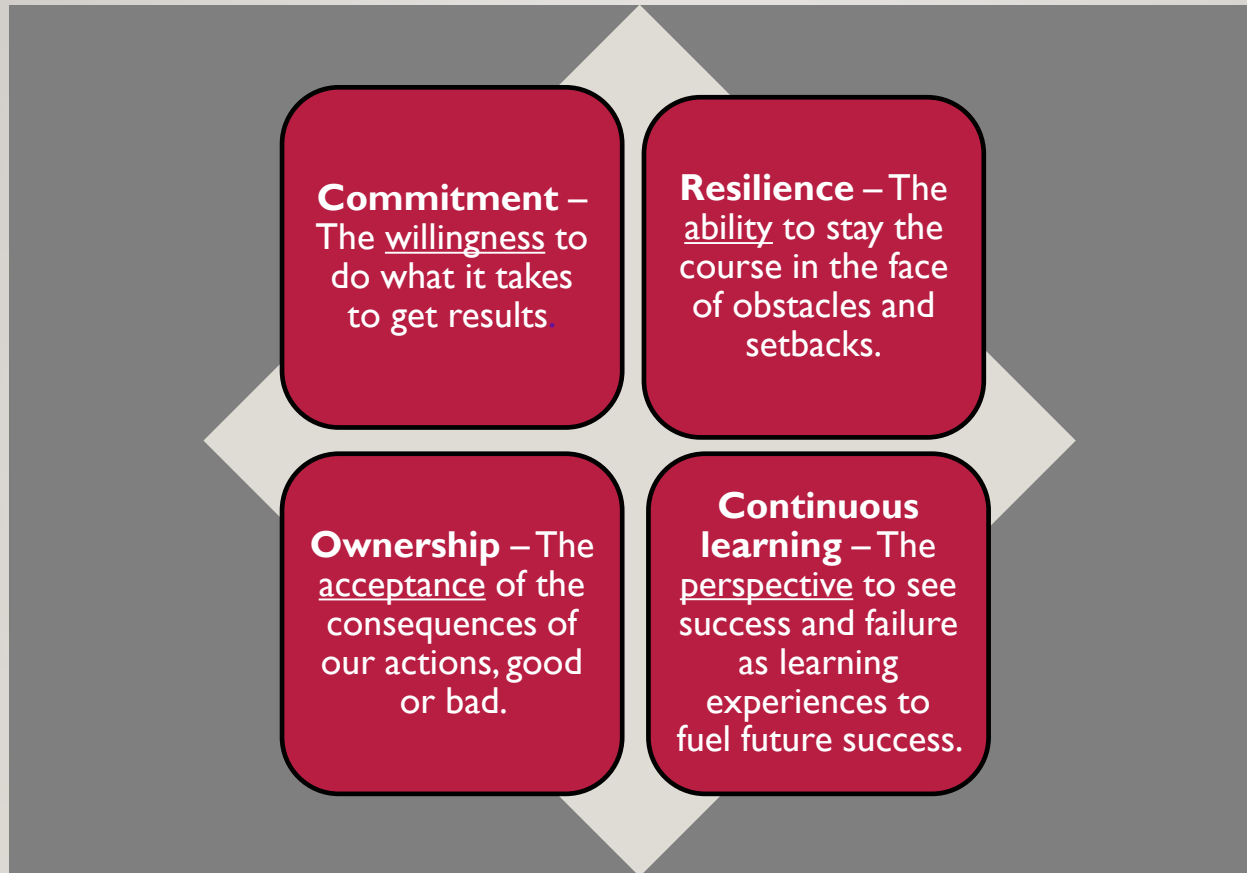 Commitment –
The willingness to
do what it takes
to get results.
Resilience – The
ability to stay the
course in the face
of obstacles and
setbacks.
Ownership – The
acceptance of the
consequences of
our actions, good
or bad.
Continuous
learning – The
perspective to see
success and failure
as learning
experiences to
fuel future success.